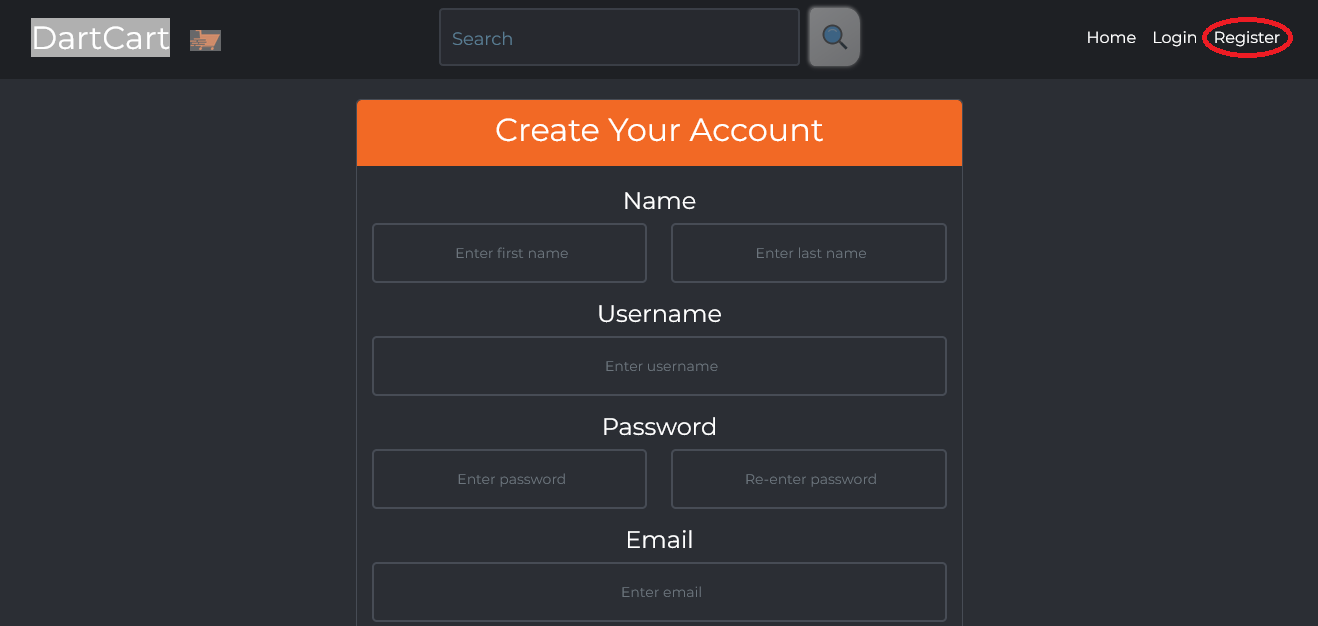 DartCart Search Home Login Register
Create Your Account
Name
Enter first name Enter last name
Username
Enter username
Password
Enter password Re-enter password
Email
Enter email